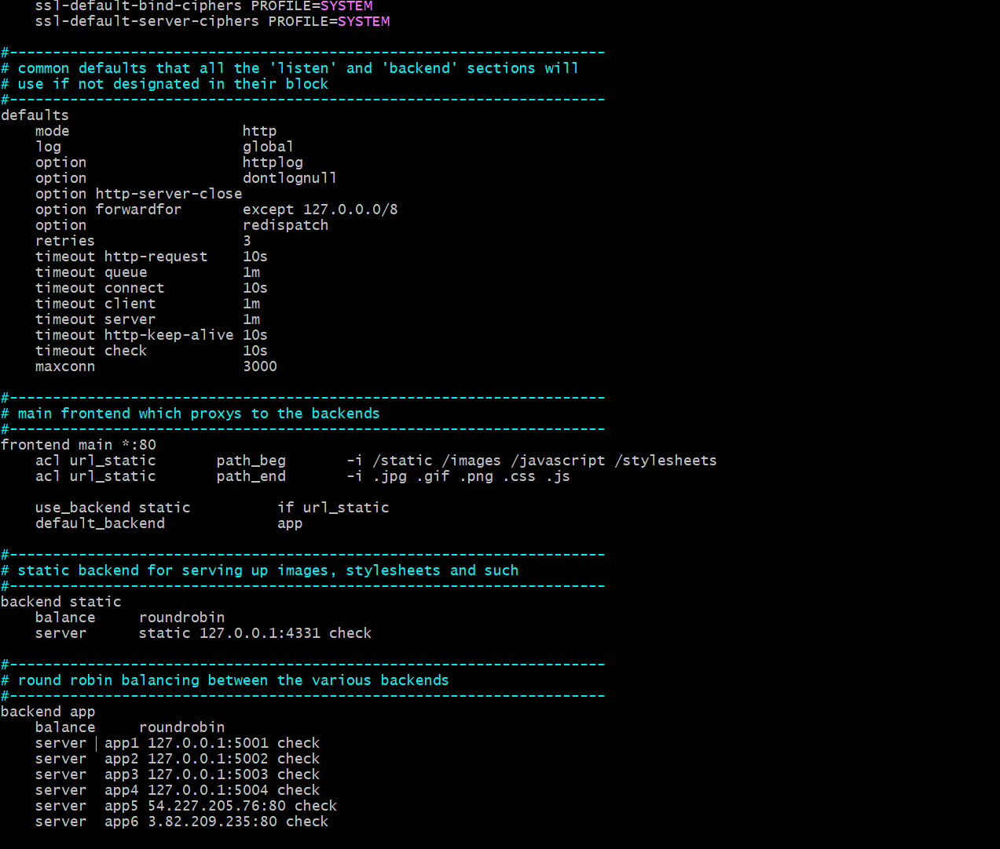 ssl-default-bind-ciphers PROFILE=SYSTEM
    ssl-default-server-ciphers PROFILE=SYSTEM

#---------------------------------------------------------------------
# common defaults that all the 'listen' and 'backend' sections will
# use if not designated in their block
#---------------------------------------------------------------------
defaults
    mode                    http
    log                     global
    option                  httplog
    option                  dontlognull
    option http-server-close
    option forwardfor       except 127.0.0.0/8
    option                  redispatch
    retries                 3
    timeout http-request    10s
    timeout queue           1m
    timeout connect         10s
    timeout client          1m
    timeout server          1m
    timeout http-keep-alive 10s
    timeout check           10s
    maxconn                 3000

#---------------------------------------------------------------------
# main frontend which proxys to the backends
#---------------------------------------------------------------------
frontend main *:80
    acl url_static       path_beg       -i /static /images /javascript /stylesheets
    acl url_static       path_end       -i .jpg .gif .png .css .js

    use_backend static          if url_static
    default_backend             app

#---------------------------------------------------------------------
# static backend for serving up images, stylesheets and such
#---------------------------------------------------------------------
backend static
    balance     roundrobin
    server      static 127.0.0.1:4331 check

#---------------------------------------------------------------------
# round robin balancing between the various backends
#---------------------------------------------------------------------
backend app
    balance     roundrobin
    server  app1 127.0.0.1:5001 check
    server  app2 127.0.0.1:5002 check
    server  app3 127.0.0.1:5003 check
    server  app4 127.0.0.1:5004 check
    server  app5 54.227.205.76:80 check
    server  app6 3.82.209.235:80 check